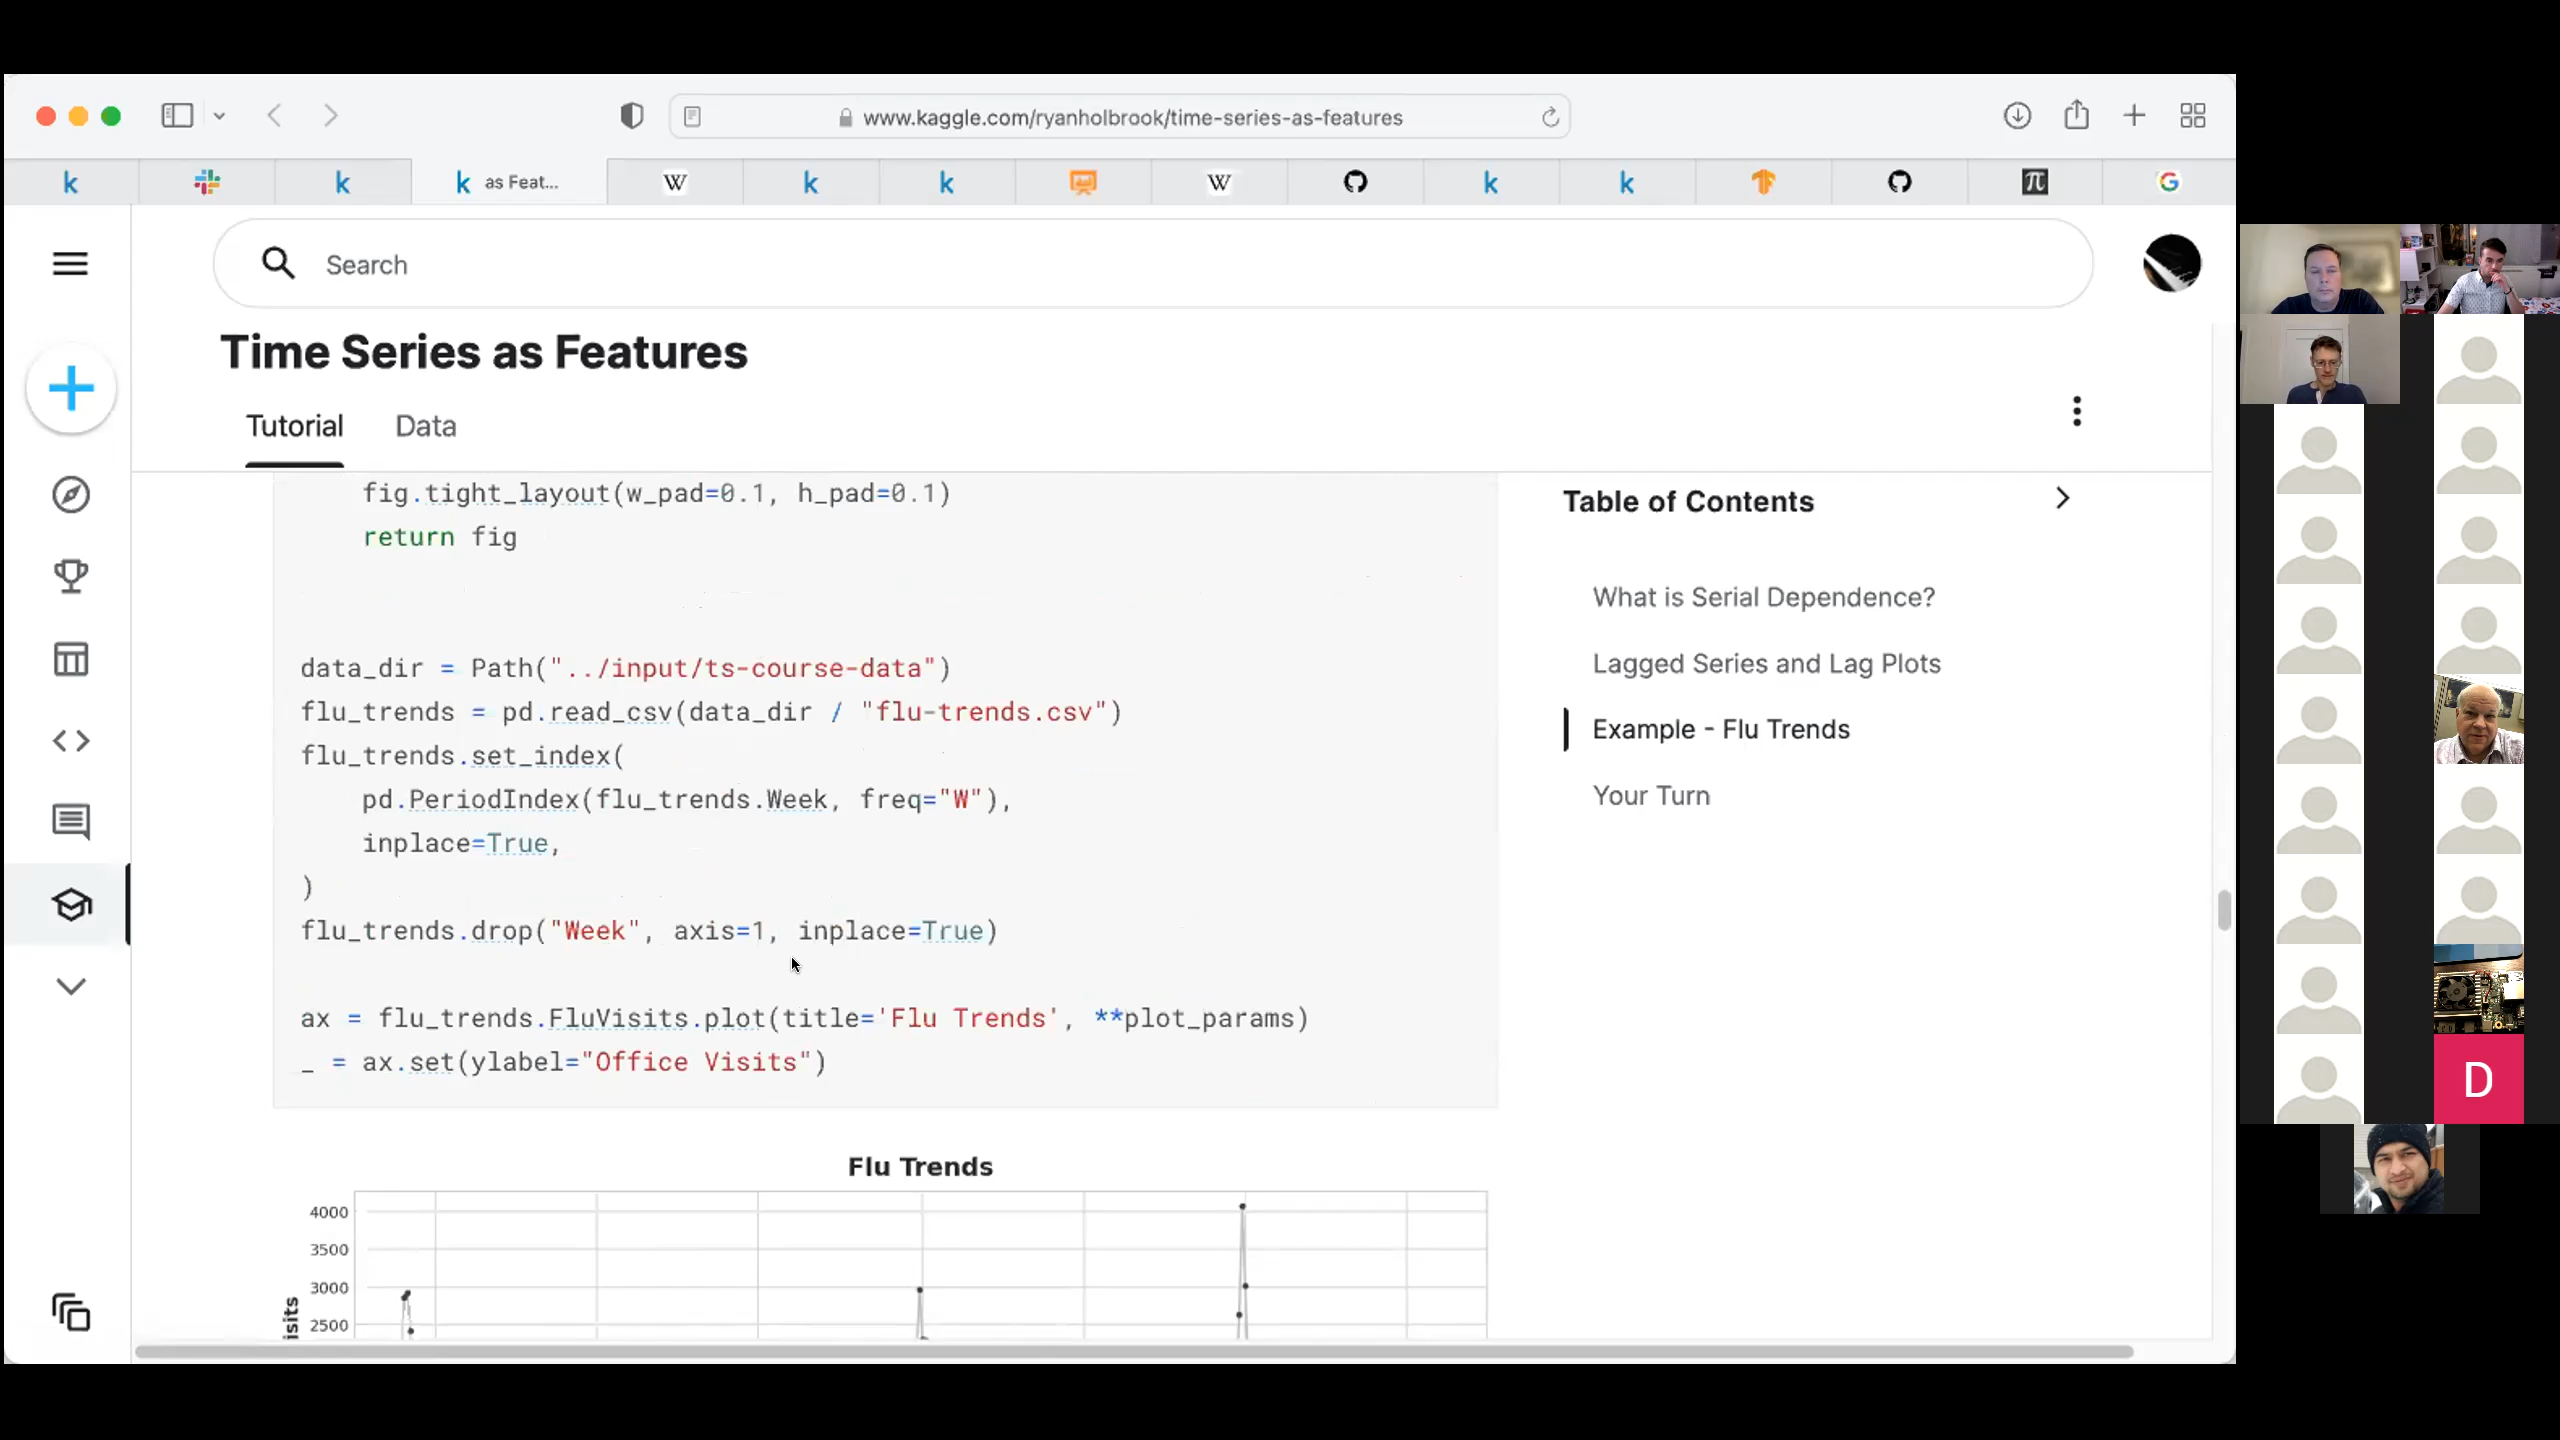 www.kaggle.com/ryanholbrook/time-series-as-features
k
k
k as Feat...
W
k
k
W
k
k
π
G
Search
Time Series as Features
Tutorial Data
fig.tight_layout(w_pad=0.1, h_pad=0.1)
return fig
data_dir = Path("../input/ts-course-data")
flu_trends = pd.read_csv(data_dir / "flu-trends.csv")
flu_trends.set_index(
pd.PeriodIndex(flu_trends.Week, freq="W"),
inplace=True,
)
flu_trends.drop("Week", axis=1, inplace=True)
ax = flu_trends.FluVisits.plot(title='Flu Trends', **plot_params)
_ = ax.set(ylabel="Office Visits")
Flu Trends
4000
3500
3000
2500
isits
Table of Contents
What is Serial Dependence?
Lagged Series and Lag Plots
Example - Flu Trends
Your Turn
D